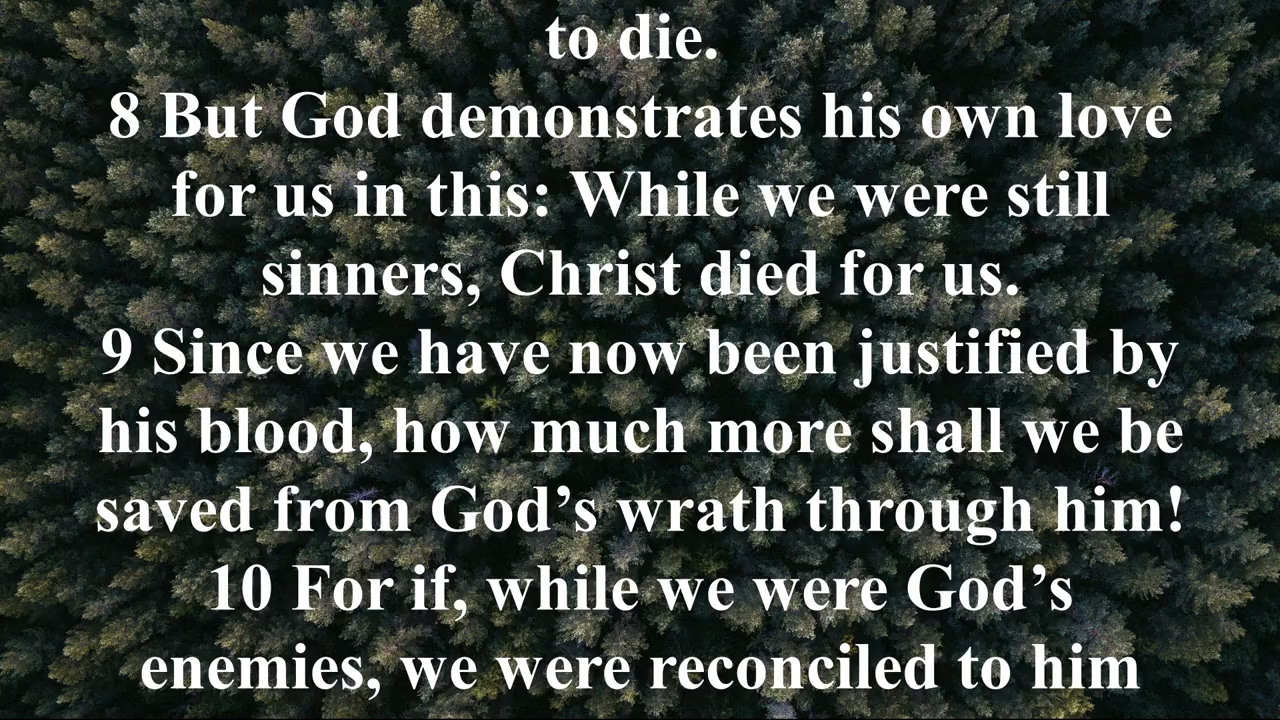 to die.
8 But God demonstrates his own love
for us in this: While we were still
sinners, Christ died for us.
9 Since we have now been justified by
his blood, how much more shall we be
saved from God’s wrath through him!
10 For if, while we were God’s
enemies, we were reconciled to him